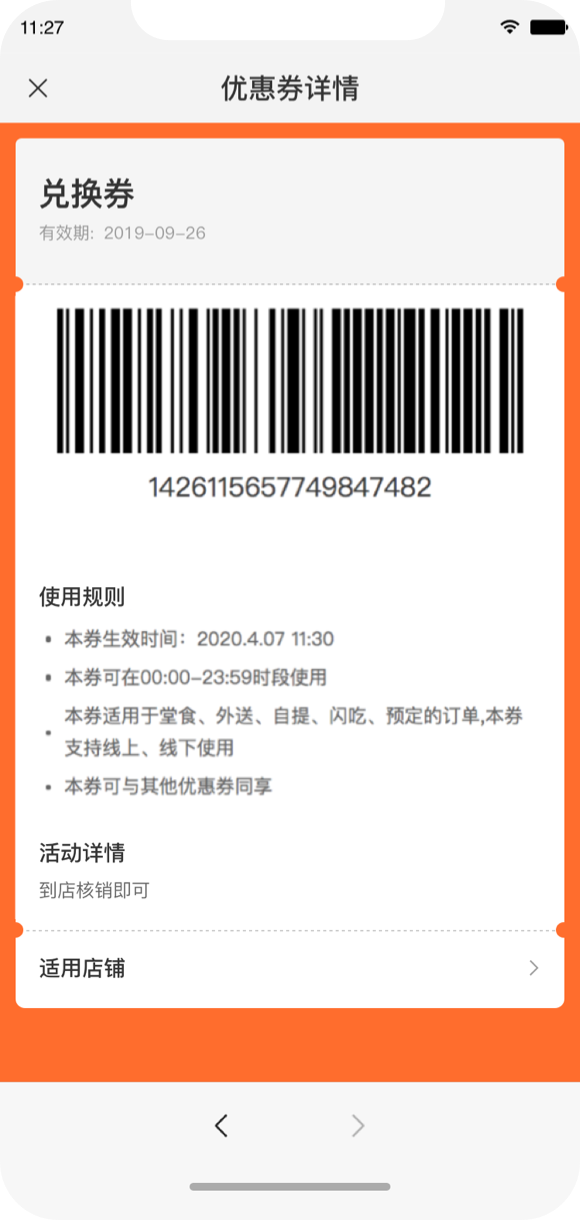 11:27
优惠券详情
兑换券
有效期: 2019-09-26
1426115657749847482
使用规则
本券生效时间：2020.4.07 11:30
本券可在00:00-23:59时段使用
本券适用于堂食、外送、自提、闪吃、预定的订单,本券
支持线上、线下使用
本券可与其他优惠券同享
活动详情
到店核销即可
适用店铺